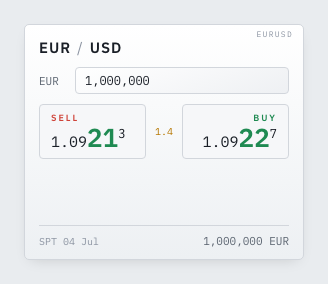 EURUSD
EUR / USD
EUR 1,000,000
SELL BUY
1.09213 1.4 1.09227
SPT 04 Jul 1,000,000 EUR